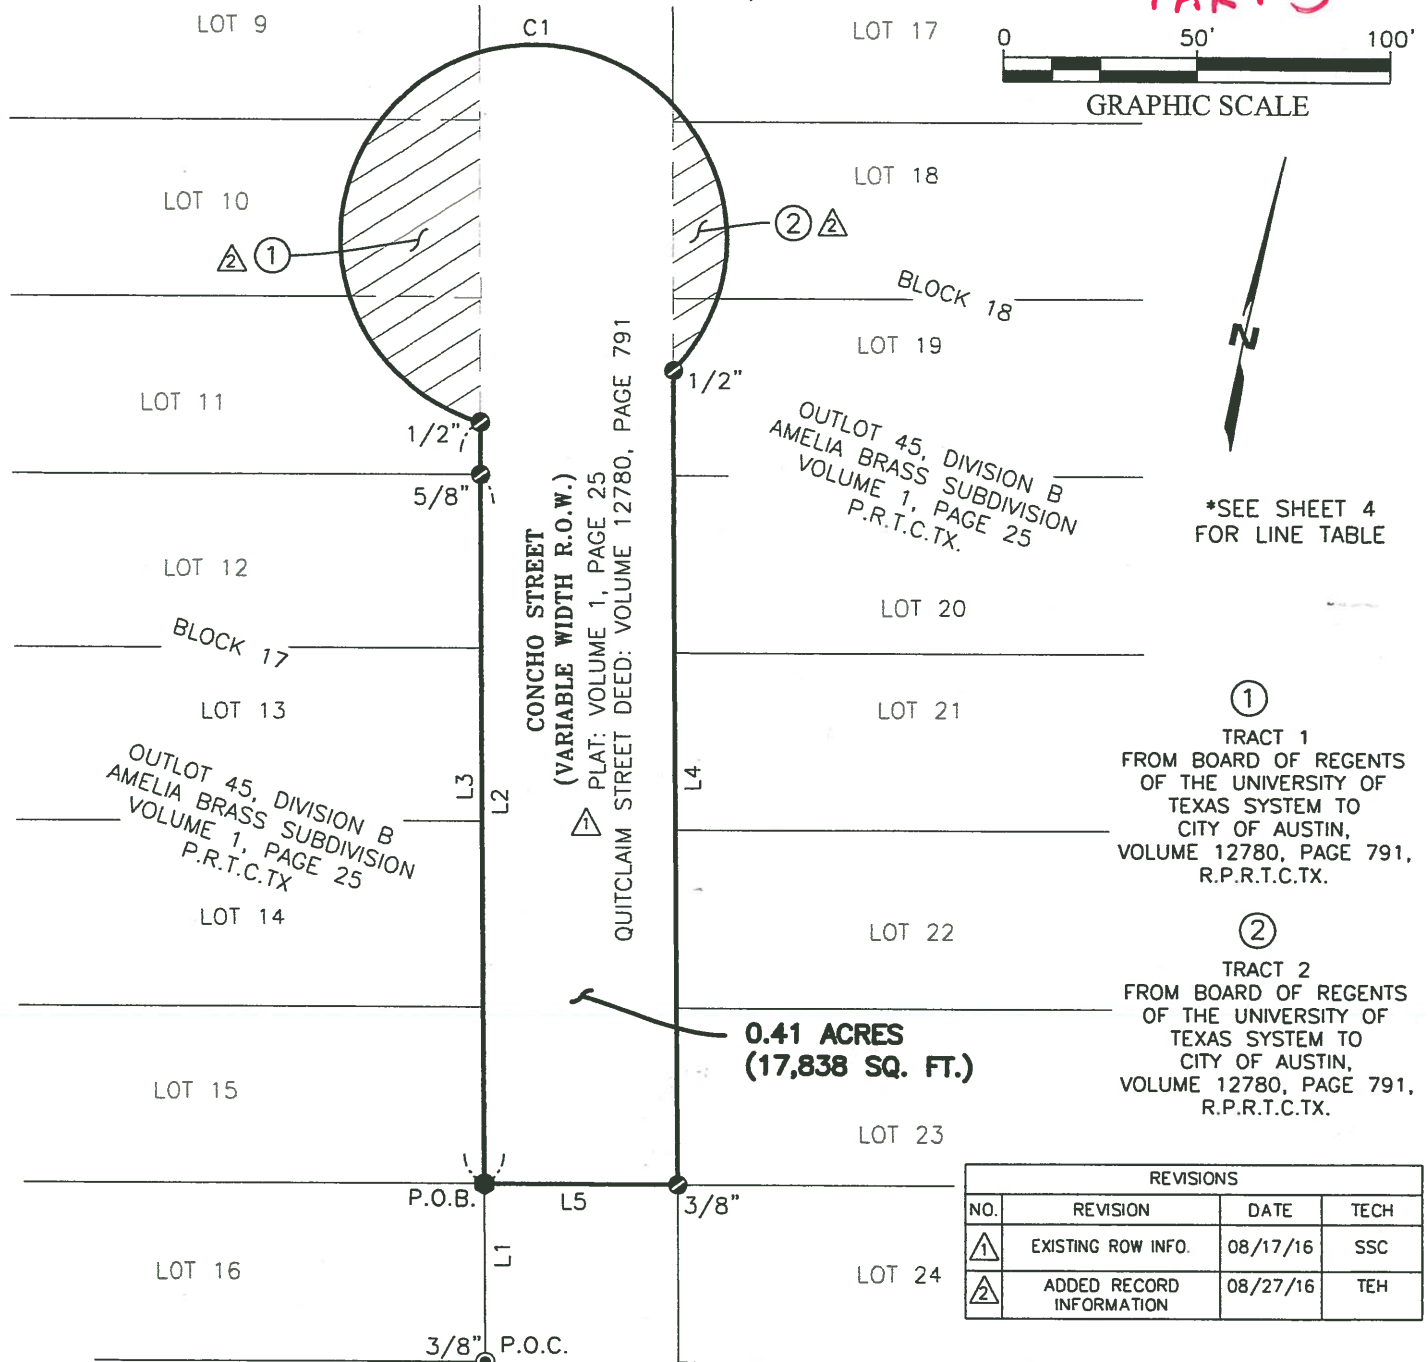 PART 3
LOT 9
C1
LOT 17
0 50' 100'
GRAPHIC SCALE
LOT 10
LOT 18
2 1
2 2
BLOCK 18
N
LOT 11
LOT 19
1/2"
1/2"
5/8"
OUTLOT 45, DIVISION B
AMELIA BRASS SUBDIVISION
VOLUME 1, PAGE 25
P.R.T.C.TX.
*SEE SHEET 4
FOR LINE TABLE
CONCHO STREET
(VARIABLE WIDTH R.O.W.)
1 PLAT: VOLUME 1, PAGE 25
QUITCLAIM STREET DEED: VOLUME 12780, PAGE 791
LOT 12
LOT 20
BLOCK 17
LOT 13
LOT 21
OUTLOT 45, DIVISION B
AMELIA BRASS SUBDIVISION
VOLUME 1, PAGE 25
P.R.T.C.TX
L3
L2
L4
1
TRACT 1
FROM BOARD OF REGENTS
OF THE UNIVERSITY OF
TEXAS SYSTEM TO
CITY OF AUSTIN,
VOLUME 12780, PAGE 791,
R.P.R.T.C.TX.
LOT 14
LOT 22
2
TRACT 2
FROM BOARD OF REGENTS
OF THE UNIVERSITY OF
TEXAS SYSTEM TO
CITY OF AUSTIN,
VOLUME 12780, PAGE 791,
R.P.R.T.C.TX.
0.41 ACRES
(17,838 SQ. FT.)
LOT 15
LOT 23
P.O.B.
L5
3/8"
L1
LOT 16
LOT 24
3/8" P.O.C.
REVISIONS
NO. REVISION DATE TECH
1 EXISTING ROW INFO. 08/17/16 SSC
2 ADDED RECORD INFORMATION 08/27/16 TEH